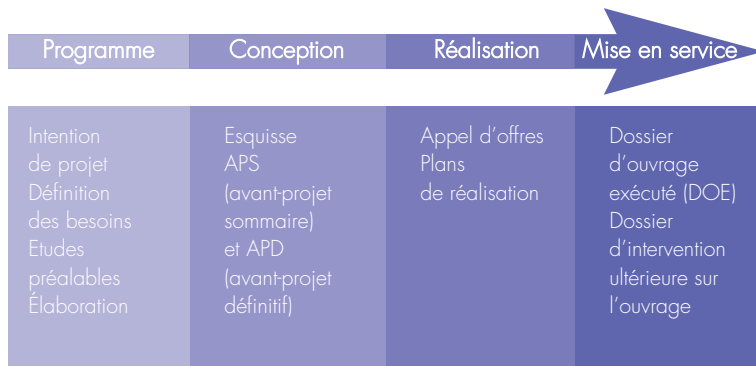 Programme
Conception
Réalisation
Mise en service
Intention
de projet
Définition
des besoins
Etudes
préalables
Élaboration
Esquisse
APS
(avant-projet
sommaire)
et APD
(avant-projet
définitif)
Appel d’offres
Plans
de réalisation
Dossier
d’ouvrage
exécuté (DOE)
Dossier
d’intervention
ultérieure sur
l’ouvrage